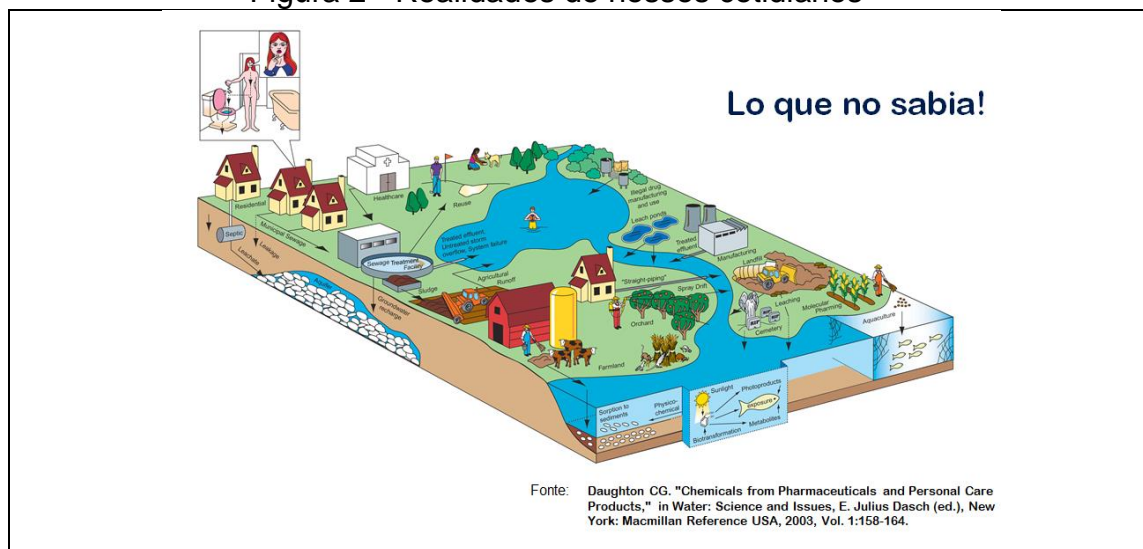 Figura 2 - Realidades de nossos cotidianos
Lo que no sabia!
Residential
Healthcare
Reuse
Illegal drug
manufacturing
and use
Leach ponds
Municipal Sewage
Septic
Leakage
Leachate
Aquifer
Sewage Treatment
Facility
Treated effluent,
Untreated storm
overflow, System failure
Sludge
Groundwater
recharge
Agricultural
Runoff
"Straight-piping"
Spray Drift
Orchard
Farmland
Treated
effluent
Manufacturing
Landfill
Leaching
Cemetery
Molecular
Pharming
Aquaculture
Sorption to
sediments
Physico-
chemical
Sunlight
Photoproducts
exposure
Biotransformation
Metabolites
Fonte: Daughton CG. "Chemicals from Pharmaceuticals and Personal Care
Products," in Water: Science and Issues, E. Julius Dasch (ed.), New
York: Macmillan Reference USA, 2003, Vol. 1:158-164.